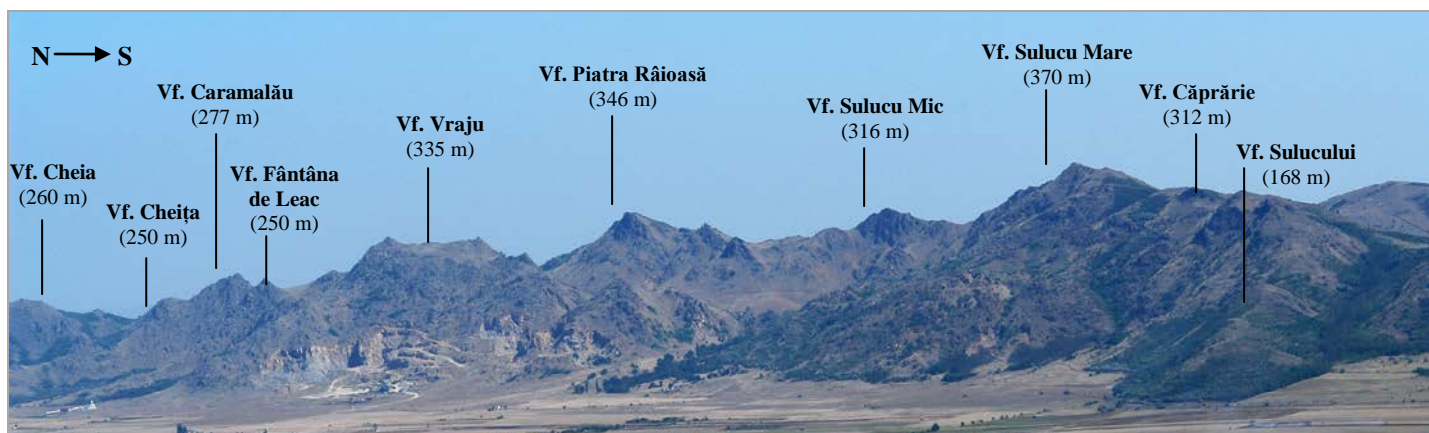 N S
Vf. Cheia
(260 m)
Vf. Cheița
(250 m)
Vf. Caramalău
(277 m)
Vf. Fântâna
de Leac
(250 m)
Vf. Vraju
(335 m)
Vf. Piatra Râioasă
(346 m)
Vf. Sulucu Mic
(316 m)
Vf. Sulucu Mare
(370 m)
Vf. Căprărie
(312 m)
Vf. Sulucului
(168 m)